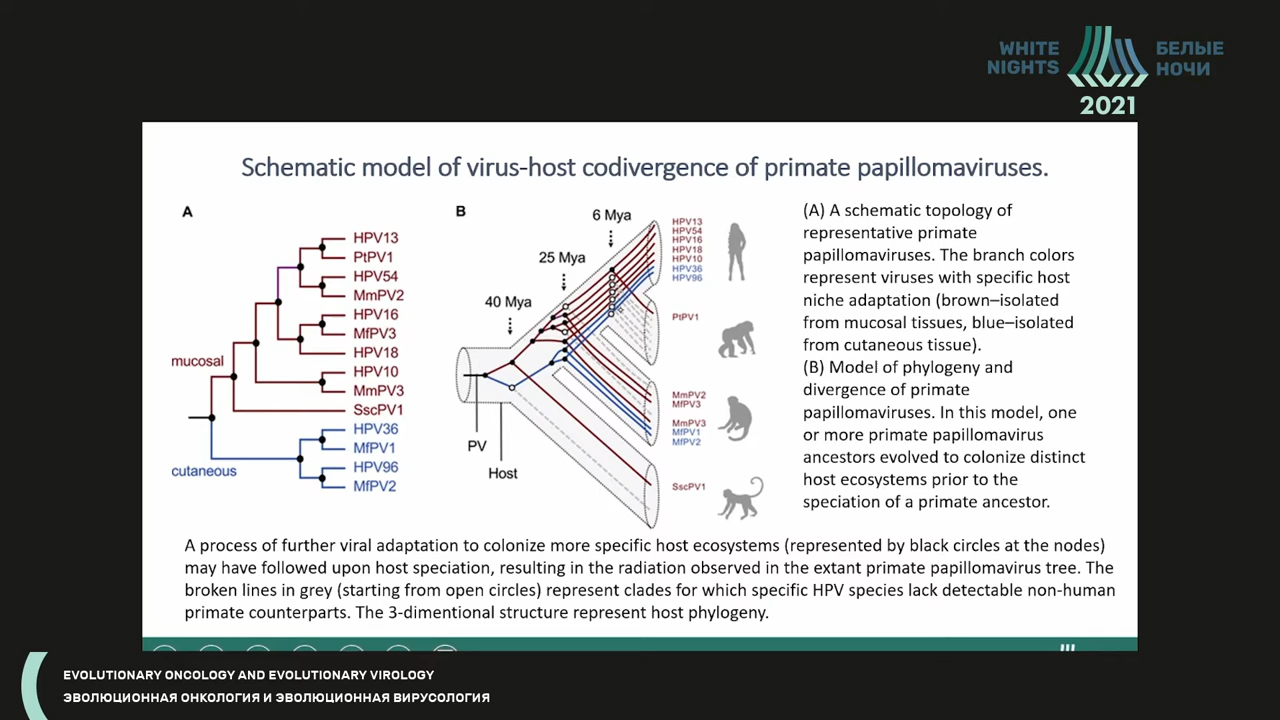 WHITE
NIGHTS
БЕЛЫЕ
НОЧИ
2021
Schematic model of virus-host codivergence of primate papillomaviruses.
A
HPV13
PtPV1
HPV54
MmPV2
HPV16
MfPV3
HPV18
HPV10
MmPV3
SscPV1
HPV36
MfPV1
HPV96
MfPV2
mucosal
cutaneous
B
6 Mya
25 Mya
40 Mya
PV
Host
HPV13
HPV54
HPV16
HPV18
HPV10
HPV36
HPV96
PtPV1
MmPV2
MfPV3
MmPV3
MfPV1
MfPV2
SscPV1
(A) A schematic topology of
representative primate
papillomaviruses. The branch colors
represent viruses with specific host
niche adaptation (brown–isolated
from mucosal tissues, blue–isolated
from cutaneous tissue).
(B) Model of phylogeny and
divergence of primate
papillomaviruses. In this model, one
or more primate papillomavirus
ancestors evolved to colonize distinct
host ecosystems prior to the
speciation of a primate ancestor.
A process of further viral adaptation to colonize more specific host ecosystems (represented by black circles at the nodes)
may have followed upon host speciation, resulting in the radiation observed in the extant primate papillomavirus tree. The
broken lines in grey (starting from open circles) represent clades for which specific HPV species lack detectable non-human
primate counterparts. The 3-dimentional structure represent host phylogeny.
EVOLUTIONARY ONCOLOGY AND EVOLUTIONARY VIROLOGY
ЭВОЛЮЦИОННАЯ ОНКОЛОГИЯ И ЭВОЛЮЦИОННАЯ ВИРУСОЛОГИЯ